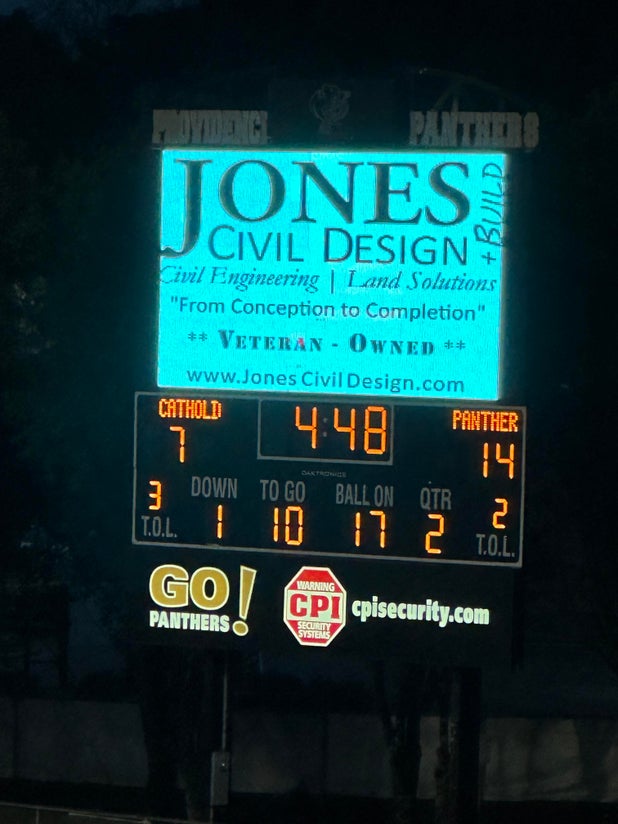 PROVIDENCE PANTHERS
JONES
CIVIL DESIGN
+ BUILD
Civil Engineering | Land Solutions
"From Conception to Completion"
** VETERAN - OWNED **
www.JonesCivilDesign.com
CATHOLD 4:48 PANTHER
7 14
DAKTRONICS
3 DOWN TO GO BALL ON QTR 2
T.O.L. 1 10 17 2 T.O.L.
GO!
PANTHERS
WARNING
CPI
SECURITY
SYSTEMS
cpisecurity.com